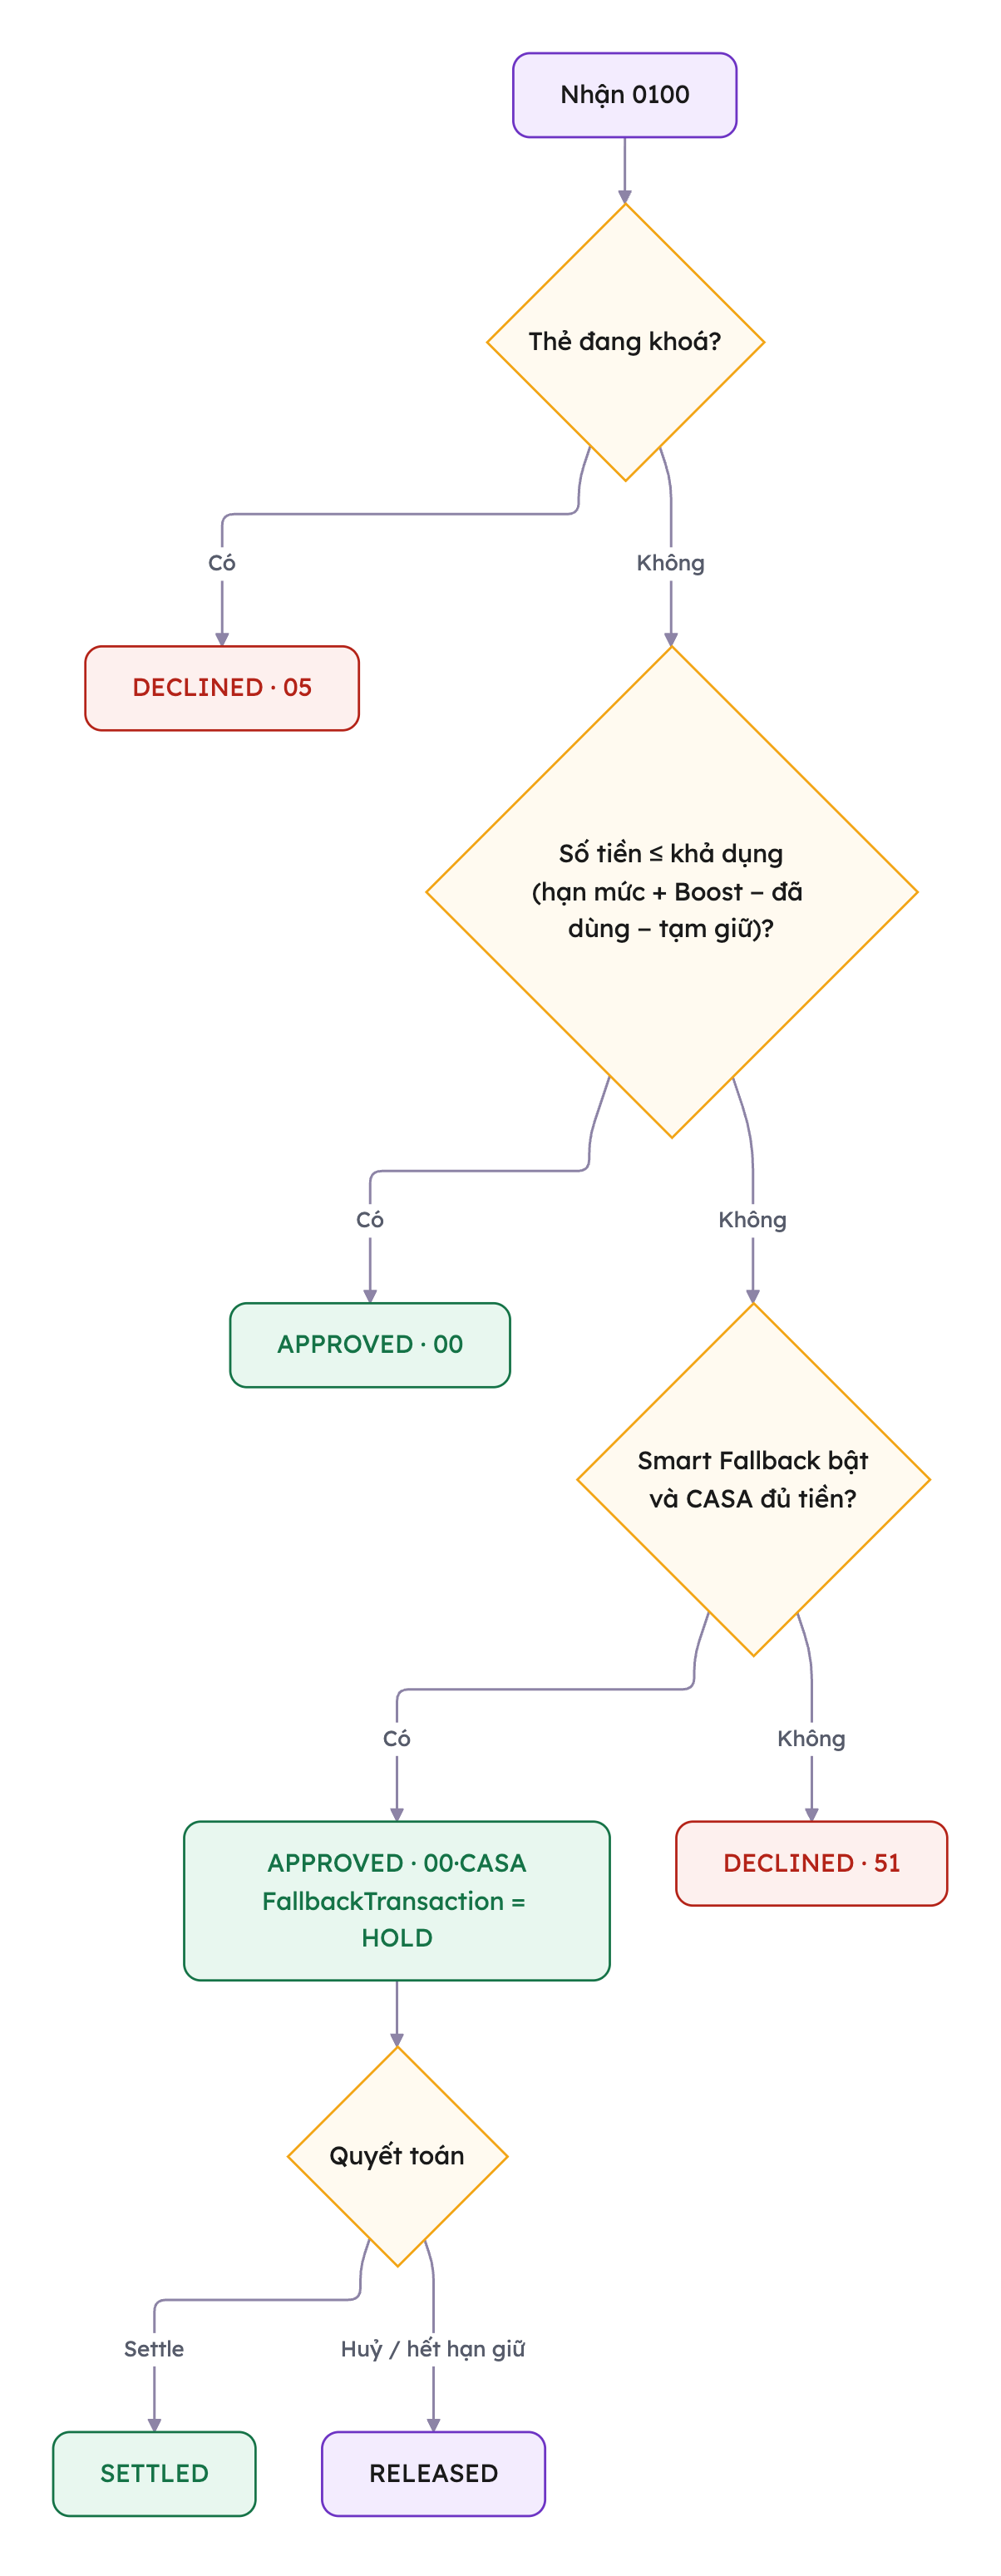 Nhận 0100
Thẻ đang khoá?
Có
Không
DECLINED · 05
Số tiền ≤ khả dụng
(hạn mức + Boost − đã
dùng − tạm giữ)?
Có
Không
APPROVED · 00
Smart Fallback bật
và CASA đủ tiền?
Có
Không
APPROVED · 00·CASA
FallbackTransaction =
HOLD
DECLINED · 51
Quyết toán
Settle
Huỷ / hết hạn giữ
SETTLED
RELEASED